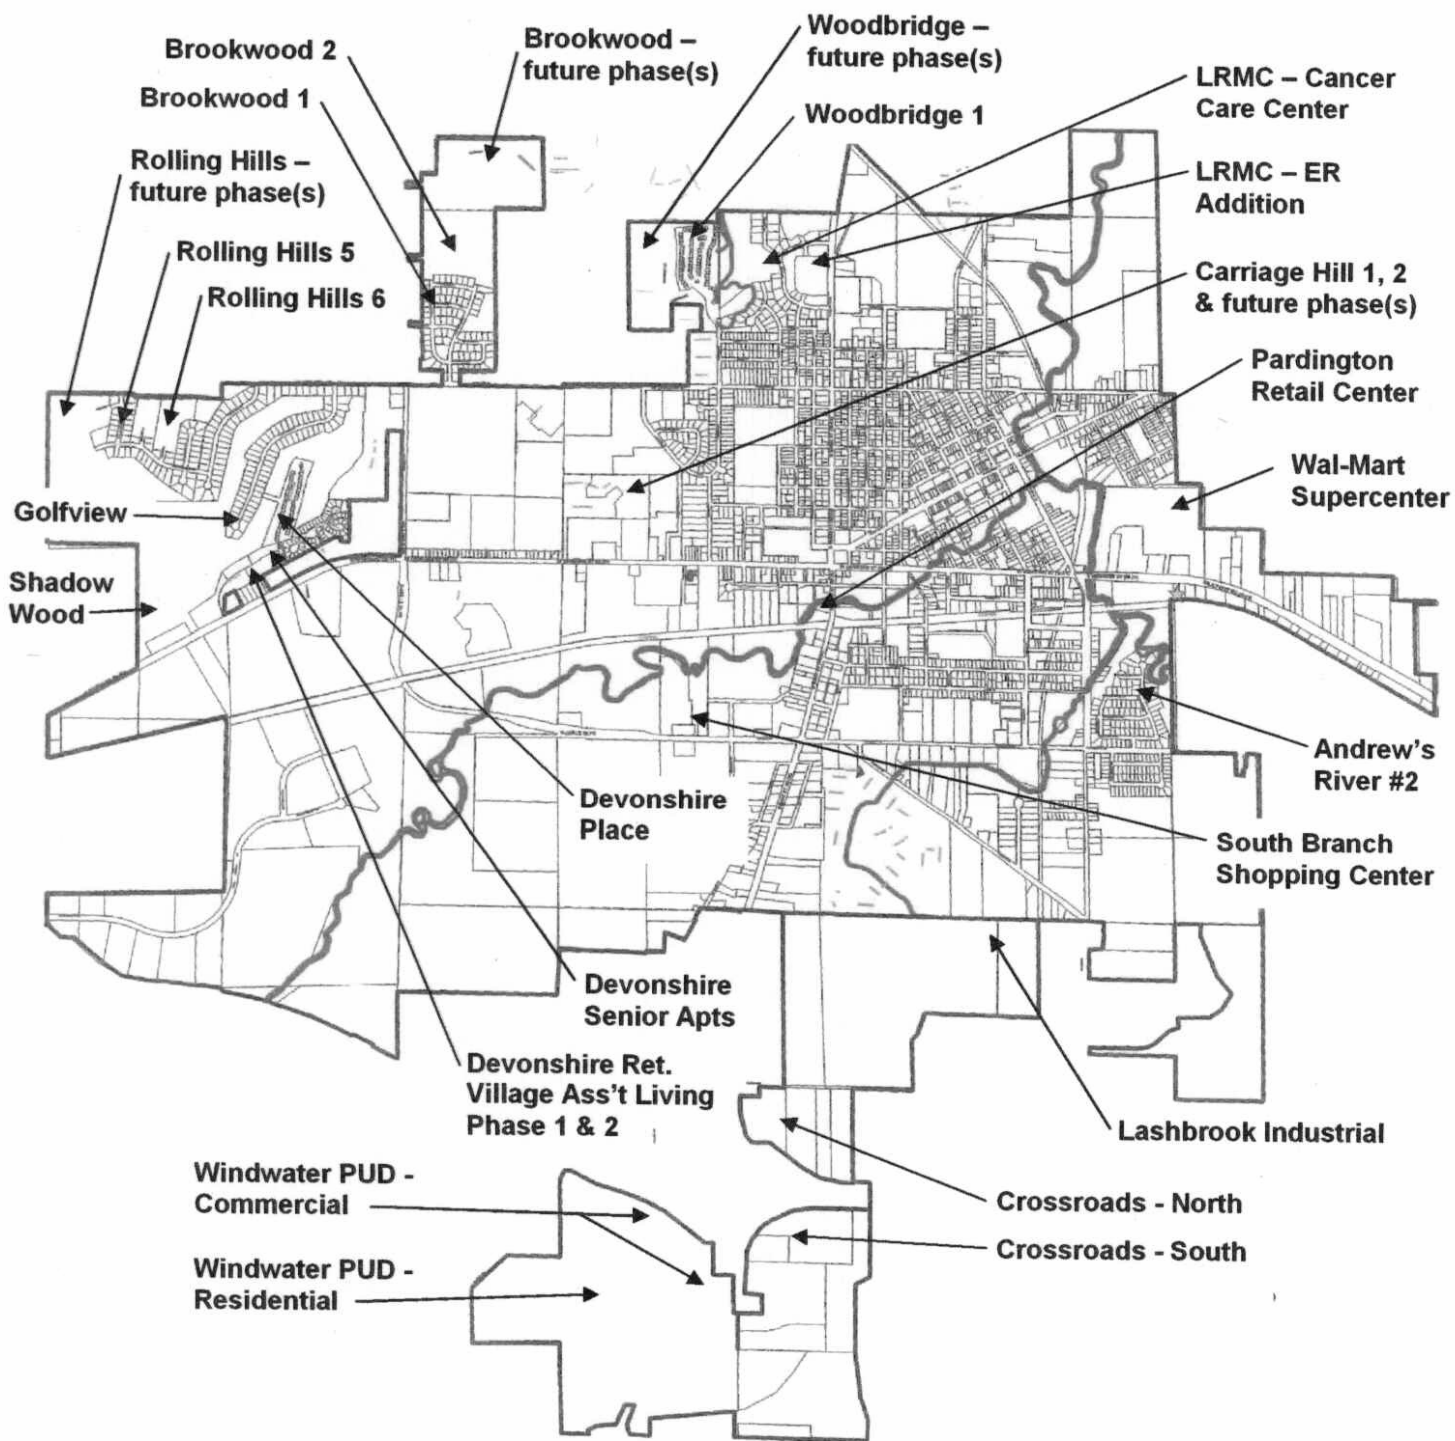 Woodbridge –
future phase(s)
Brookwood 2
Brookwood –
future phase(s)
LRMC – Cancer
Care Center
Brookwood 1
Woodbridge 1
Rolling Hills –
future phase(s)
LRMC – ER
Addition
Rolling Hills 5
Rolling Hills 6
Carriage Hill 1, 2
& future phase(s)
Pardington
Retail Center
Wal-Mart
Supercenter
Golfview
Shadow
Wood
Andrew's
River #2
Devonshire
Place
South Branch
Shopping Center
Devonshire
Senior Apts
Devonshire Ret.
Village Ass't Living
Phase 1 & 2
Lashbrook Industrial
Windwater PUD -
Commercial
Crossroads - North
Crossroads - South
Windwater PUD -
Residential